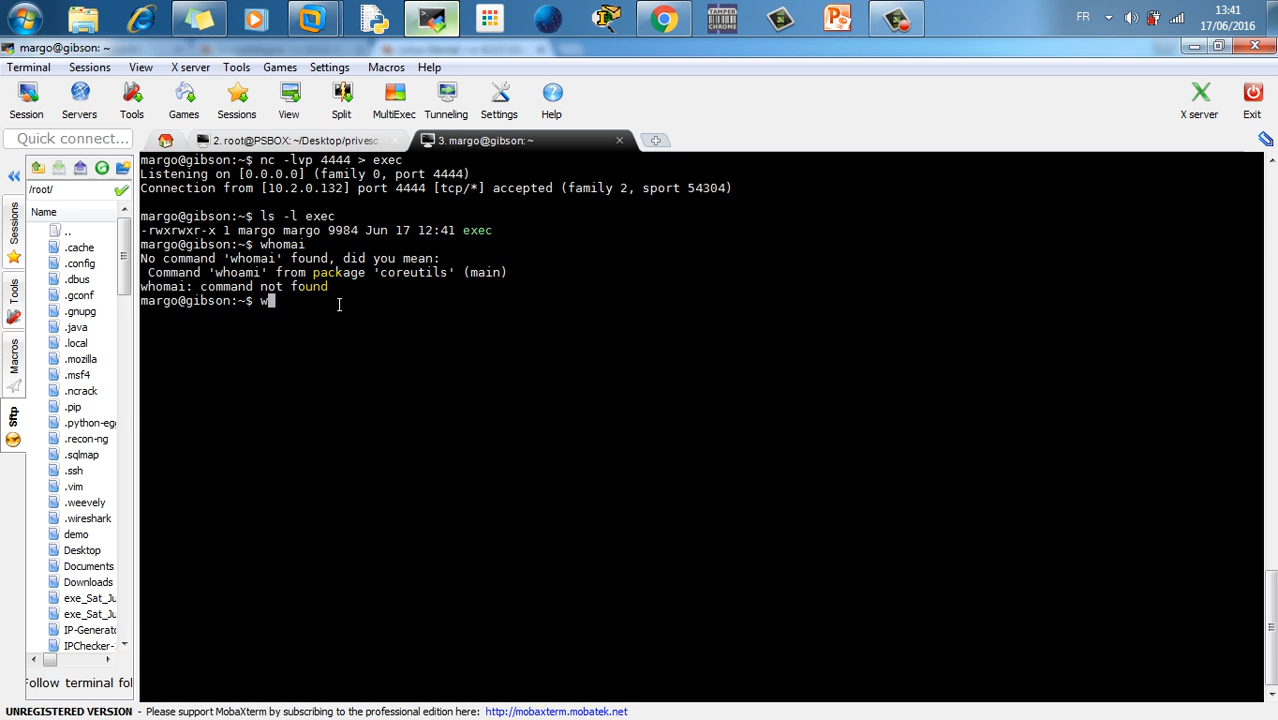 FR
13:41
17/06/2016
TAMPER
CHROME
margo@gibson: ~
Terminal Sessions View X server Tools Games Settings Macros Help
Session Servers Tools Games Sessions View Split MultiExec Tunneling Settings Help X server Exit
Quick connect...
2. root@PSBOX: ~/Desktop/privesc
3. margo@gibson: ~
/root/
Name
..
.cache
.config
.dbus
.gconf
.gnupg
.java
.local
.mozilla
.msf4
.ncrack
.pip
.python-egg
.recon-ng
.sqlmap
.ssh
.vim
.weevely
.wireshark
demo
Desktop
Documents
Downloads
exe_Sat_Ju
exe_Sat_Ju
IP-Generato
IPChecker-
Sessions
Tools
Macros
Sftp
margo@gibson:~$ nc -lvp 4444 > exec
Listening on [0.0.0.0] (family 0, port 4444)
Connection from [10.2.0.132] port 4444 [tcp/*] accepted (family 2, sport 54304)
margo@gibson:~$ ls -l exec
-rwxrwxr-x 1 margo margo 9984 Jun 17 12:41 exec
margo@gibson:~$ whomai
No command 'whomai' found, did you mean:
Command 'whoami' from package 'coreutils' (main)
whomai: command not found
margo@gibson:~$ w
Follow terminal fol
UNREGISTERED VERSION - Please support MobaXterm by subscribing to the professional edition here: http://mobaxterm.mobatek.net